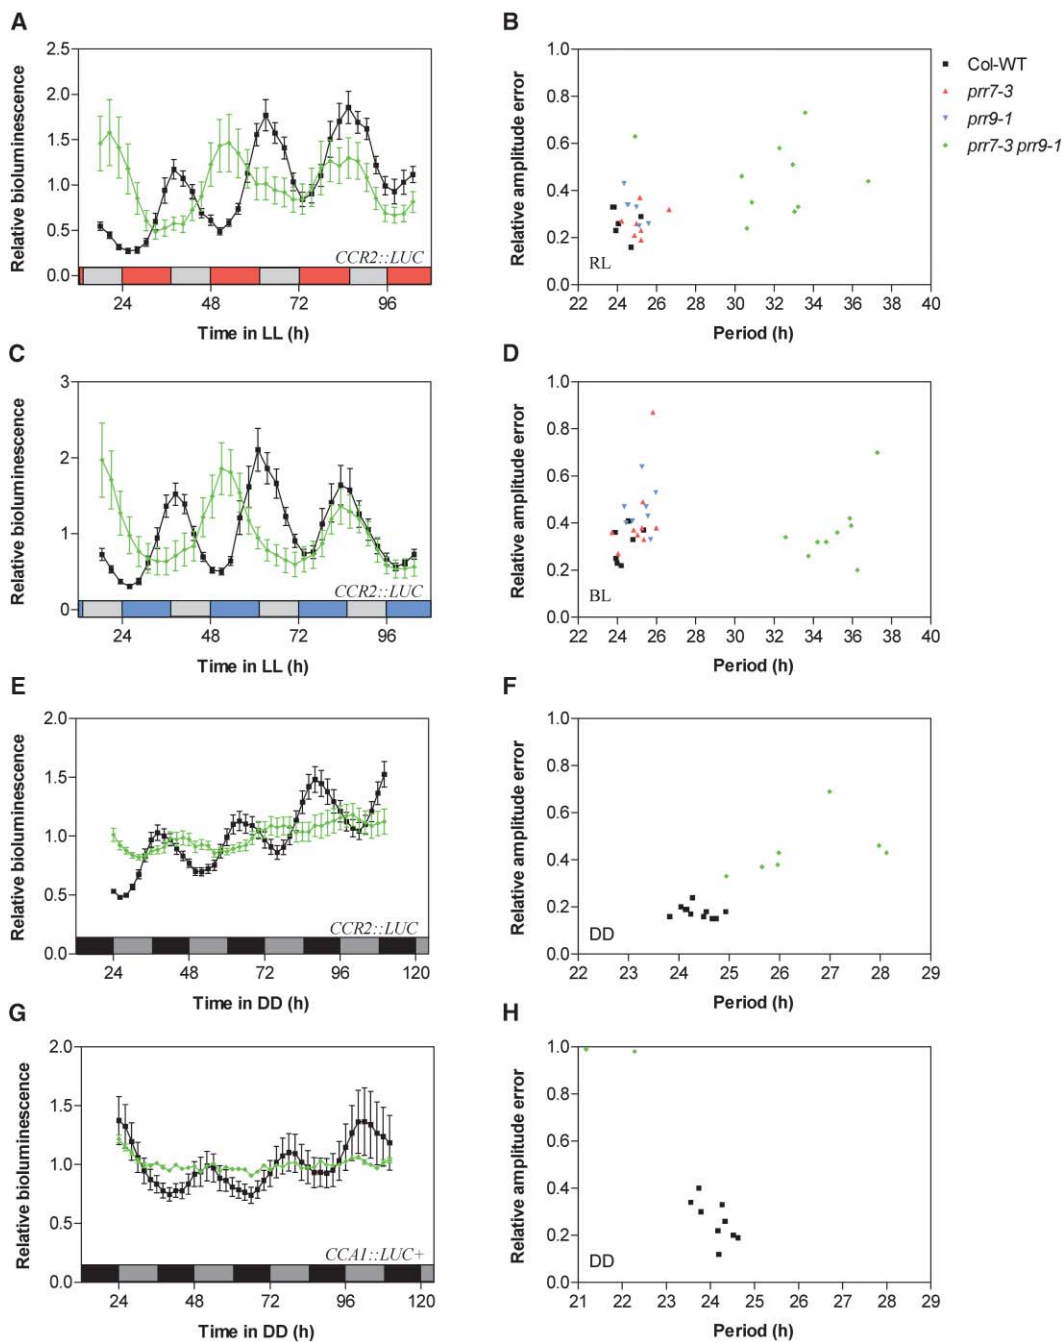 A
Relative bioluminescence
2.5
2.0
1.5
1.0
0.5
0.0
CCR2::LUC
24 48 72 96
Time in LL (h)
B
Relative amplitude error
1.0
0.8
0.6
0.4
0.2
0.0
RL
22 24 26 28 30 32 34 36 38 40
Period (h)
Col-WT
prr7-3
prr9-1
prr7-3 prr9-1
C
Relative bioluminescence
3
2
1
0
CCR2::LUC
24 48 72 96
Time in LL (h)
D
Relative amplitude error
1.0
0.8
0.6
0.4
0.2
0.0
BL
22 24 26 28 30 32 34 36 38 40
Period (h)
E
Relative bioluminescence
2.0
1.5
1.0
0.5
0.0
CCR2::LUC
24 48 72 96 120
Time in DD (h)
F
Relative amplitude error
1.0
0.8
0.6
0.4
0.2
0.0
DD
22 23 24 25 26 27 28 29
Period (h)
G
Relative bioluminescence
2.0
1.5
1.0
0.5
0.0
CCA1::LUC+
24 48 72 96 120
Time in DD (h)
H
Relative amplitude error
1.0
0.8
0.6
0.4
0.2
0.0
DD
21 22 23 24 25 26 27 28 29
Period (h)